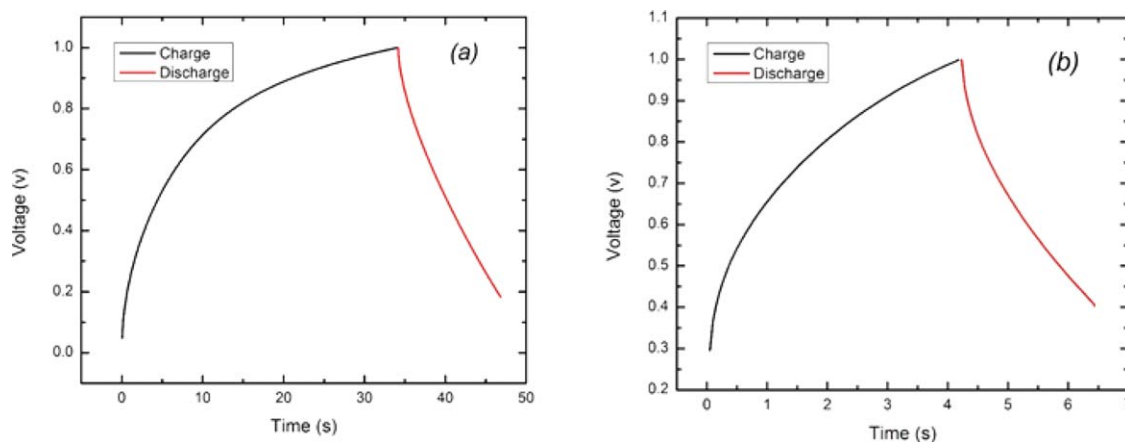 (a)
Charge
Discharge
1.0
0.8
0.6
0.4
0.2
0.0
Voltage (v)
0 10 20 30 40 50
Time (s)
(b)
Charge
Discharge
1.1
1.0
0.9
0.8
0.7
0.6
0.5
0.4
0.3
0.2
Voltage (v)
0 1 2 3 4 5 6
Time (s)